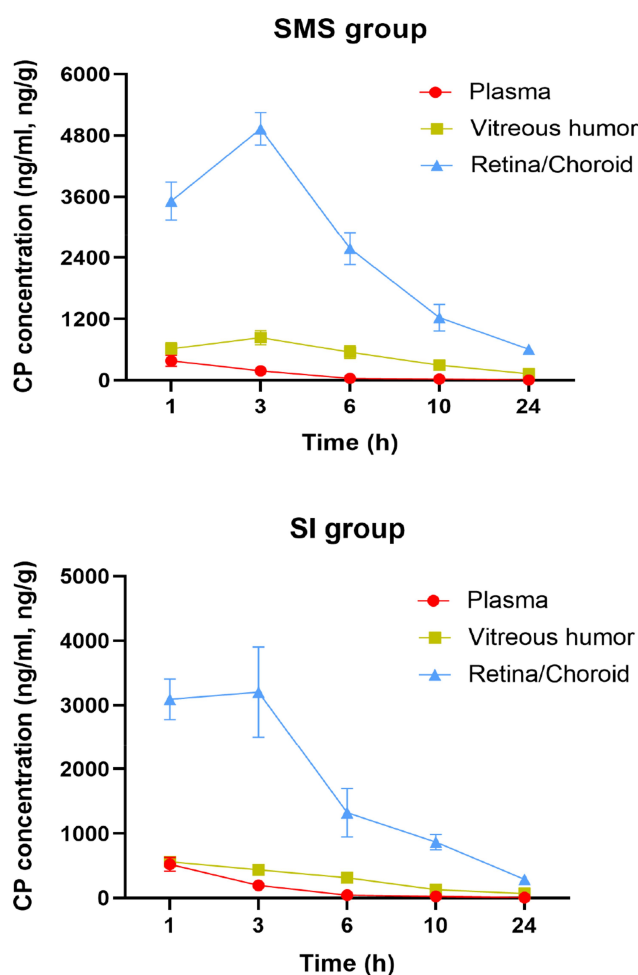 SMS group
CP concentration (ng/ml, ng/g)
6000
4800
3600
2400
1200
0
Plasma
Vitreous humor
Retina/Choroid
1 3 6 10 24
Time (h)
SI group
CP concentration (ng/ml, ng/g)
5000
4000
3000
2000
1000
0
Plasma
Vitreous humor
Retina/Choroid
1 3 6 10 24
Time (h)